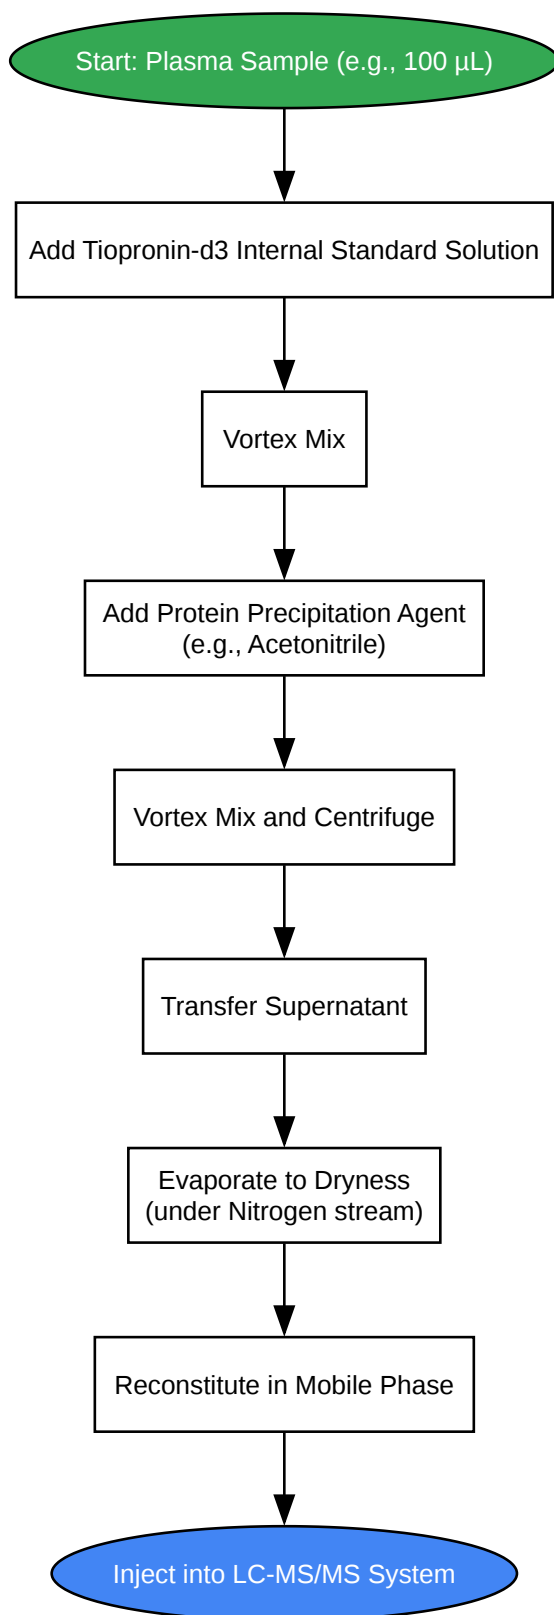 Start: Plasma Sample (e.g., 100 µL)
Add Tiopronin-d3 Internal Standard Solution
Vortex Mix
Add Protein Precipitation Agent
(e.g., Acetonitrile)
Vortex Mix and Centrifuge
Transfer Supernatant
Evaporate to Dryness
(under Nitrogen stream)
Reconstitute in Mobile Phase
Inject into LC-MS/MS System